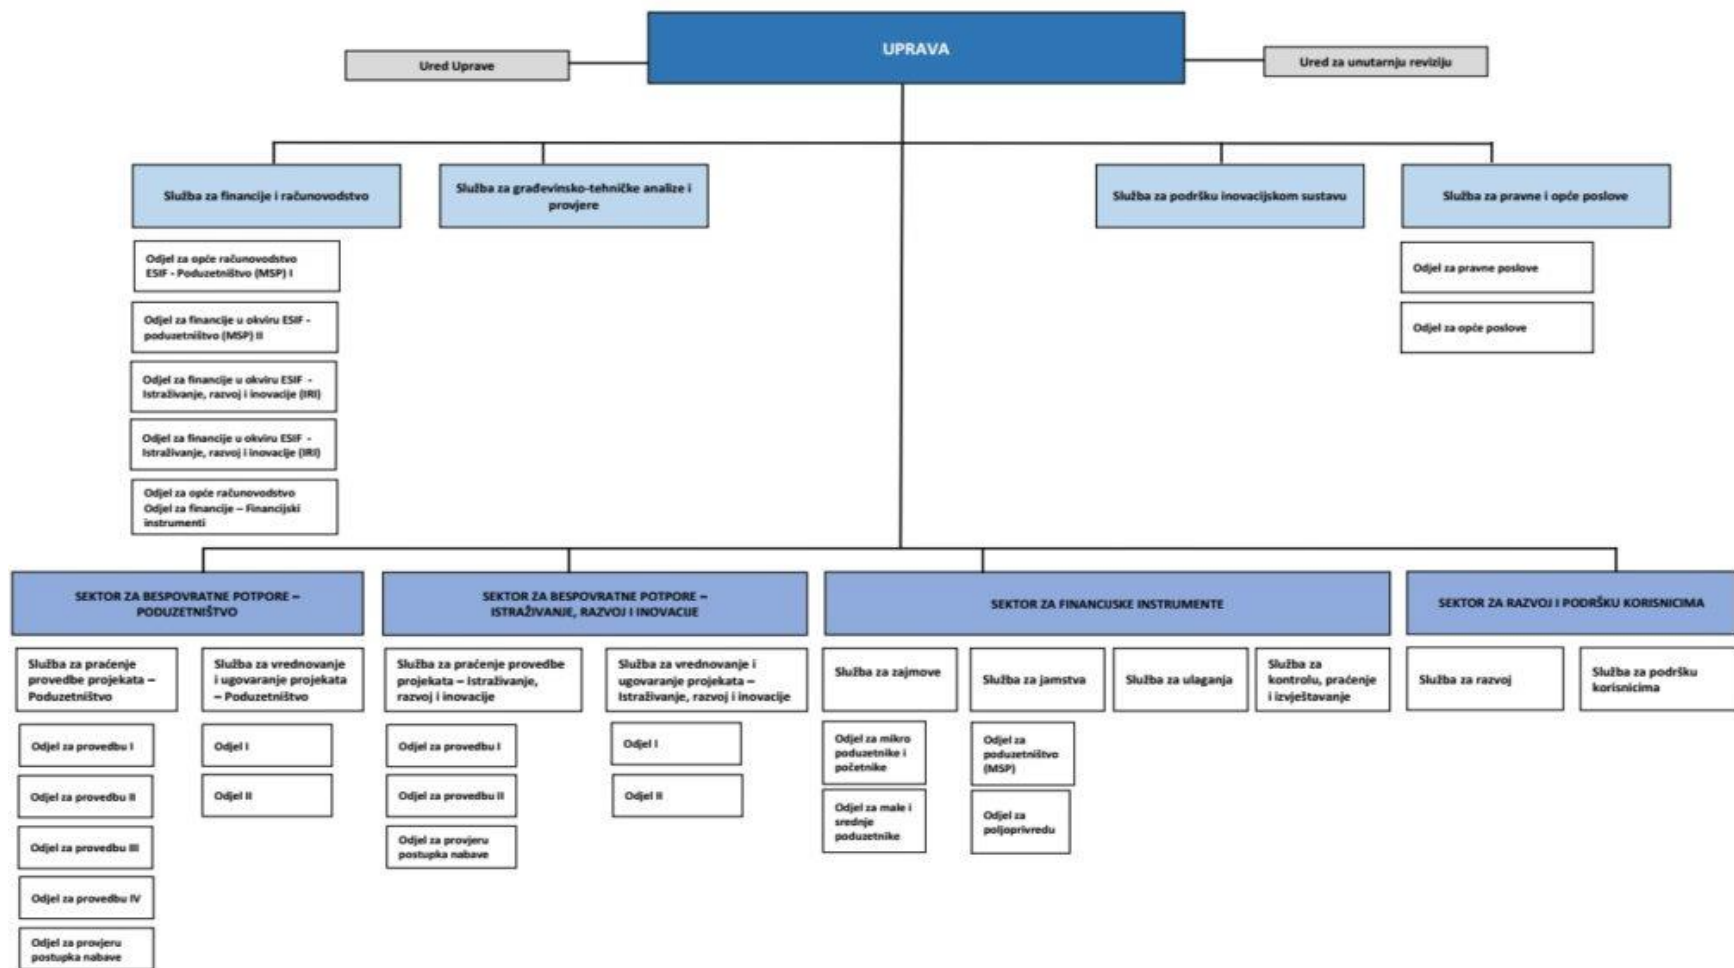 UPRAVA
Ured Uprave
Ured za unutarnju reviziju
Služba za financije i računovodstvo
Služba za građevinsko-tehničke analize i
provjere
Služba za podršku inovacijskom sustavu
Služba za pravne i opće poslove
Odjel za opće računovodstvo
ESIF - Poduzetništvo (MSP) I
Odjel za financije u okviru ESIF -
poduzetništvo (MSP) II
Odjel za financije u okviru ESIF -
Istraživanje, razvoj i inovacije (IRI)
Odjel za financije u okviru ESIF -
Istraživanje, razvoj i inovacije (IRI)
Odjel za opće računovodstvo
Odjel za financije – Financijski
instrumenti
Odjel za pravne poslove
Odjel za opće poslove
SEKTOR ZA BESPOVRATNE POTPORE –
PODUZETNIŠTVO
Služba za praćenje
provedbe projekata –
Poduzetništvo
Odjel za provedbu I
Odjel za provedbu II
Odjel za provedbu III
Odjel za provedbu IV
Odjel za provjeru
postupka nabave
Služba za vrednovanje
i ugovaranje projekata
– Poduzetništvo
Odjel I
Odjel II
SEKTOR ZA BESPOVRATNE POTPORE –
ISTRAŽIVANJE, RAZVOJ I INOVACIJE
Služba za praćenje provedbe
projekata – Istraživanje,
razvoj i inovacije
Odjel za provedbu I
Odjel za provedbu II
Odjel za provjeru
postupka nabave
Služba za vrednovanje i
ugovaranje projekata –
Istraživanje, razvoj i inovacije
Odjel I
Odjel II
SEKTOR ZA FINANCIJSKE INSTRUMENTE
Služba za zajmove
Odjel za mikro
poduzetnike i
početnike
Odjel za male i
srednje
poduzetnike
Služba za jamstva
Odjel za
poduzetništvo
(MSP)
Odjel za
poljoprivredu
Služba za ulaganja
Služba za
kontrolu, praćenje
i izvještavanje
SEKTOR ZA RAZVOJ I PODRŠKU KORISNICIMA
Služba za razvoj
Služba za podršku
korisnicima